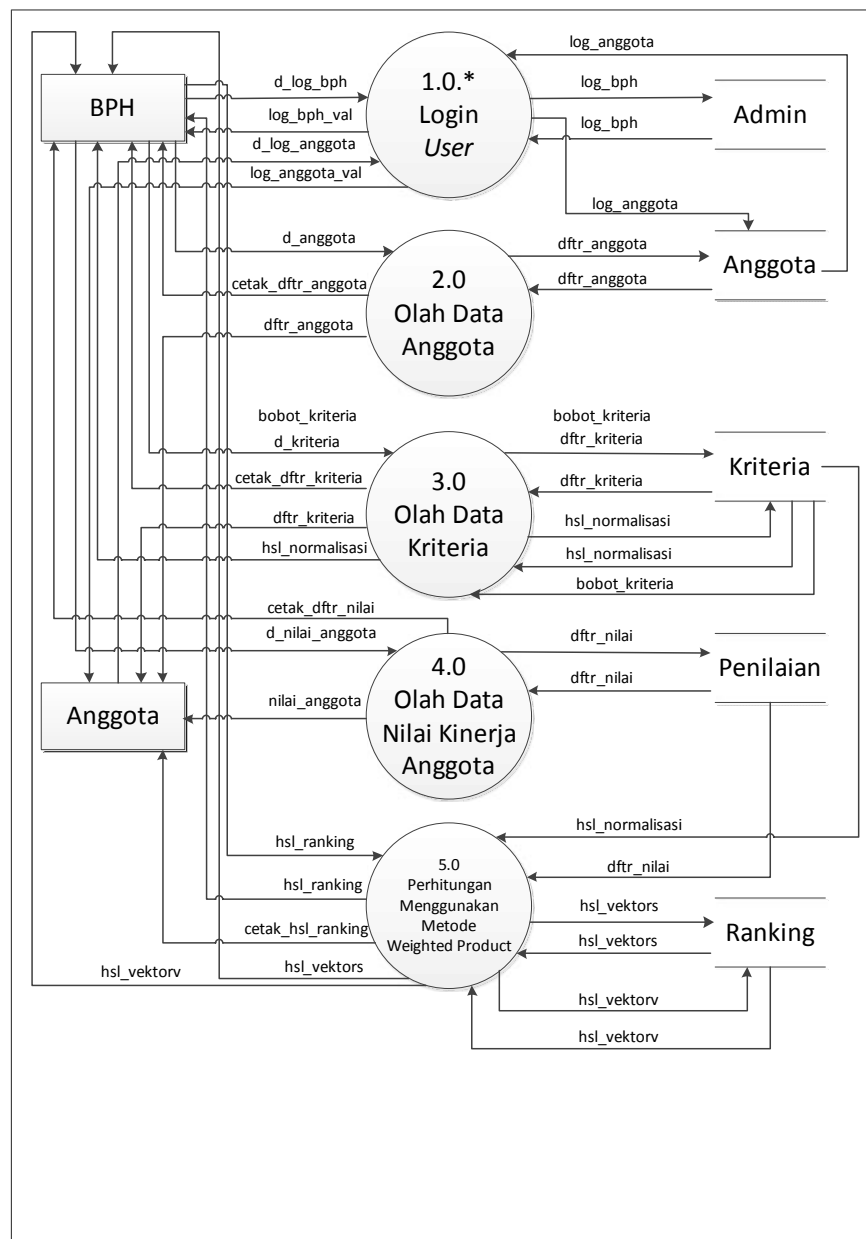 log_anggota
d_log_bph
log_bph
1.0.*
Login
User
BPH
Admin
log_bph_val
log_bph
d_log_anggota
log_anggota_val
log_anggota
d_anggota
dftr_anggota
2.0
Olah Data
Anggota
Anggota
cetak_dftr_anggota
dftr_anggota
dftr_anggota
bobot_kriteria
bobot_kriteria
d_kriteria
dftr_kriteria
3.0
Olah Data
Kriteria
Kriteria
cetak_dftr_kriteria
dftr_kriteria
dftr_kriteria
hsl_normalisasi
hsl_normalisasi
hsl_normalisasi
bobot_kriteria
cetak_dftr_nilai
d_nilai_anggota
dftr_nilai
4.0
Olah Data
Nilai Kinerja
Anggota
Penilaian
dftr_nilai
Anggota
nilai_anggota
hsl_normalisasi
hsl_ranking
dftr_nilai
5.0
Perhitungan
Menggunakan
Metode
Weighted Product
hsl_ranking
hsl_vektors
cetak_hsl_ranking
hsl_vektors
Ranking
hsl_vektorv
hsl_vektors
hsl_vektorv
hsl_vektorv